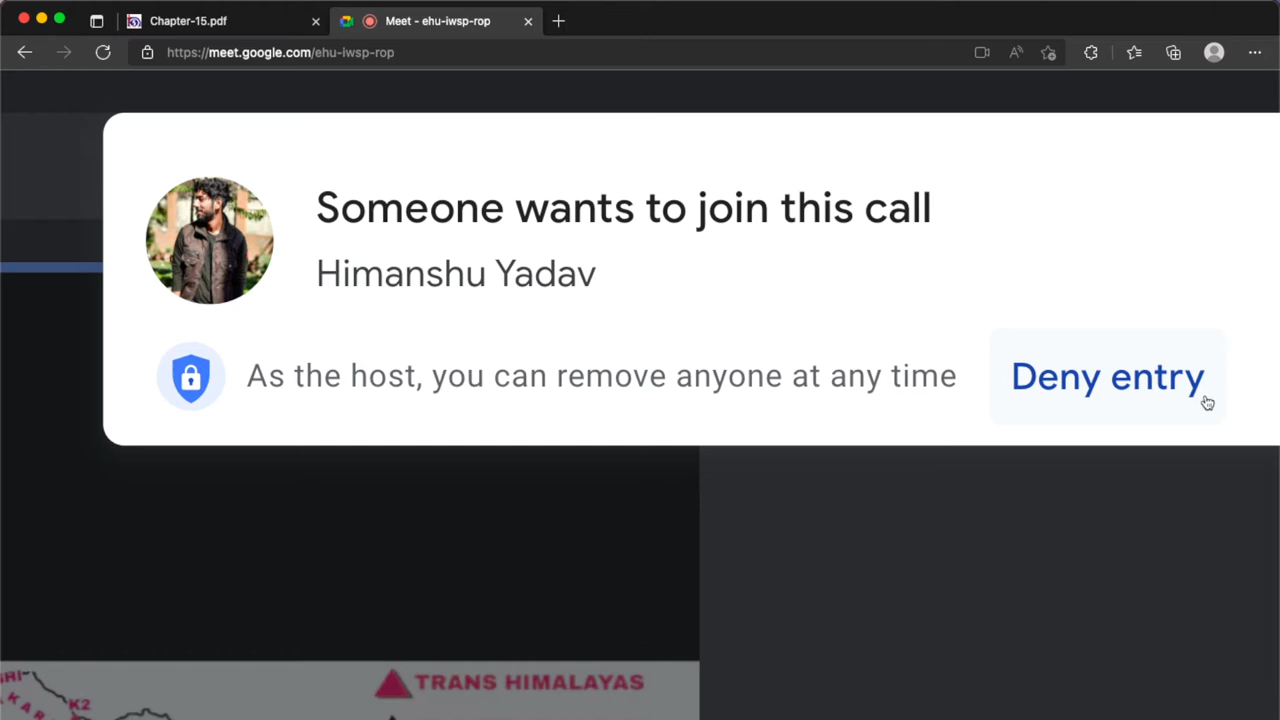 Chapter-15.pdf
Meet - ehu-iwsp-rop
https://meet.google.com/ehu-iwsp-rop
Someone wants to join this call
Himanshu Yadav
As the host, you can remove anyone at any time
Deny entry
TRANS HIMALAYAS
K2